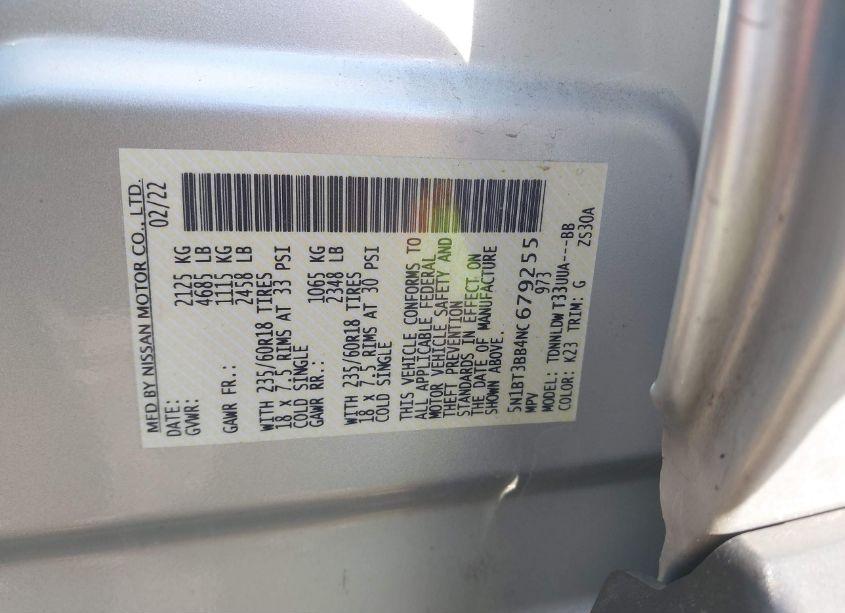 MFD BY NISSAN MOTOR CO., LTD.
DATE: 02/22
GVWR: 2125 KG
4685 LB
GAWR FR.: 1115 KG
2458 LB
WITH 235/60R18 TIRES
18 X 7.5 RIMS AT 33 PSI
COLD SINGLE
GAWR RR.: 1065 KG
2348 LB
WITH 235/60R18 TIRES
18 X 7.5 RIMS AT 30 PSI
COLD SINGLE
THIS VEHICLE CONFORMS TO
ALL APPLICABLE FEDERAL
MOTOR VEHICLE SAFETY AND
THEFT PREVENTION
STANDARDS IN EFFECT ON
THE DATE OF MANUFACTURE
SHOWN ABOVE.
5N1BT3BB4NC679255
MPV 973
MODEL: TDNNLDW T33UUA---BB
COLOR: K23 TRIM: G ZS30A